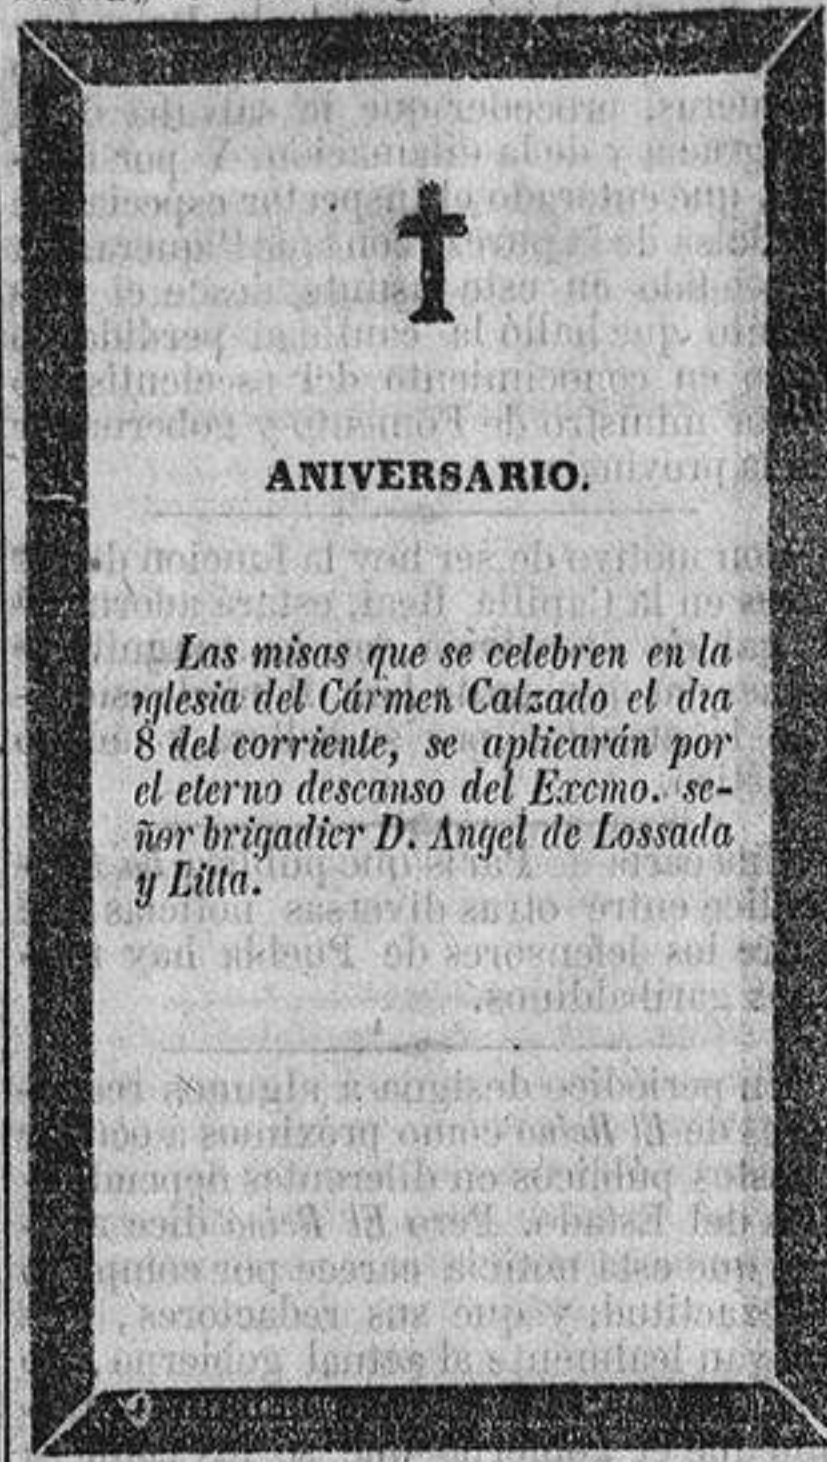 ANIVERSARIO.
Las misas que se celebren en la
iglesia del Cármen Calzado el dia
8 del corriente, se aplicarán por
el eterno descanso del Excmo. se-
ñor brigadier D. Angel de Lossada
y Litta.